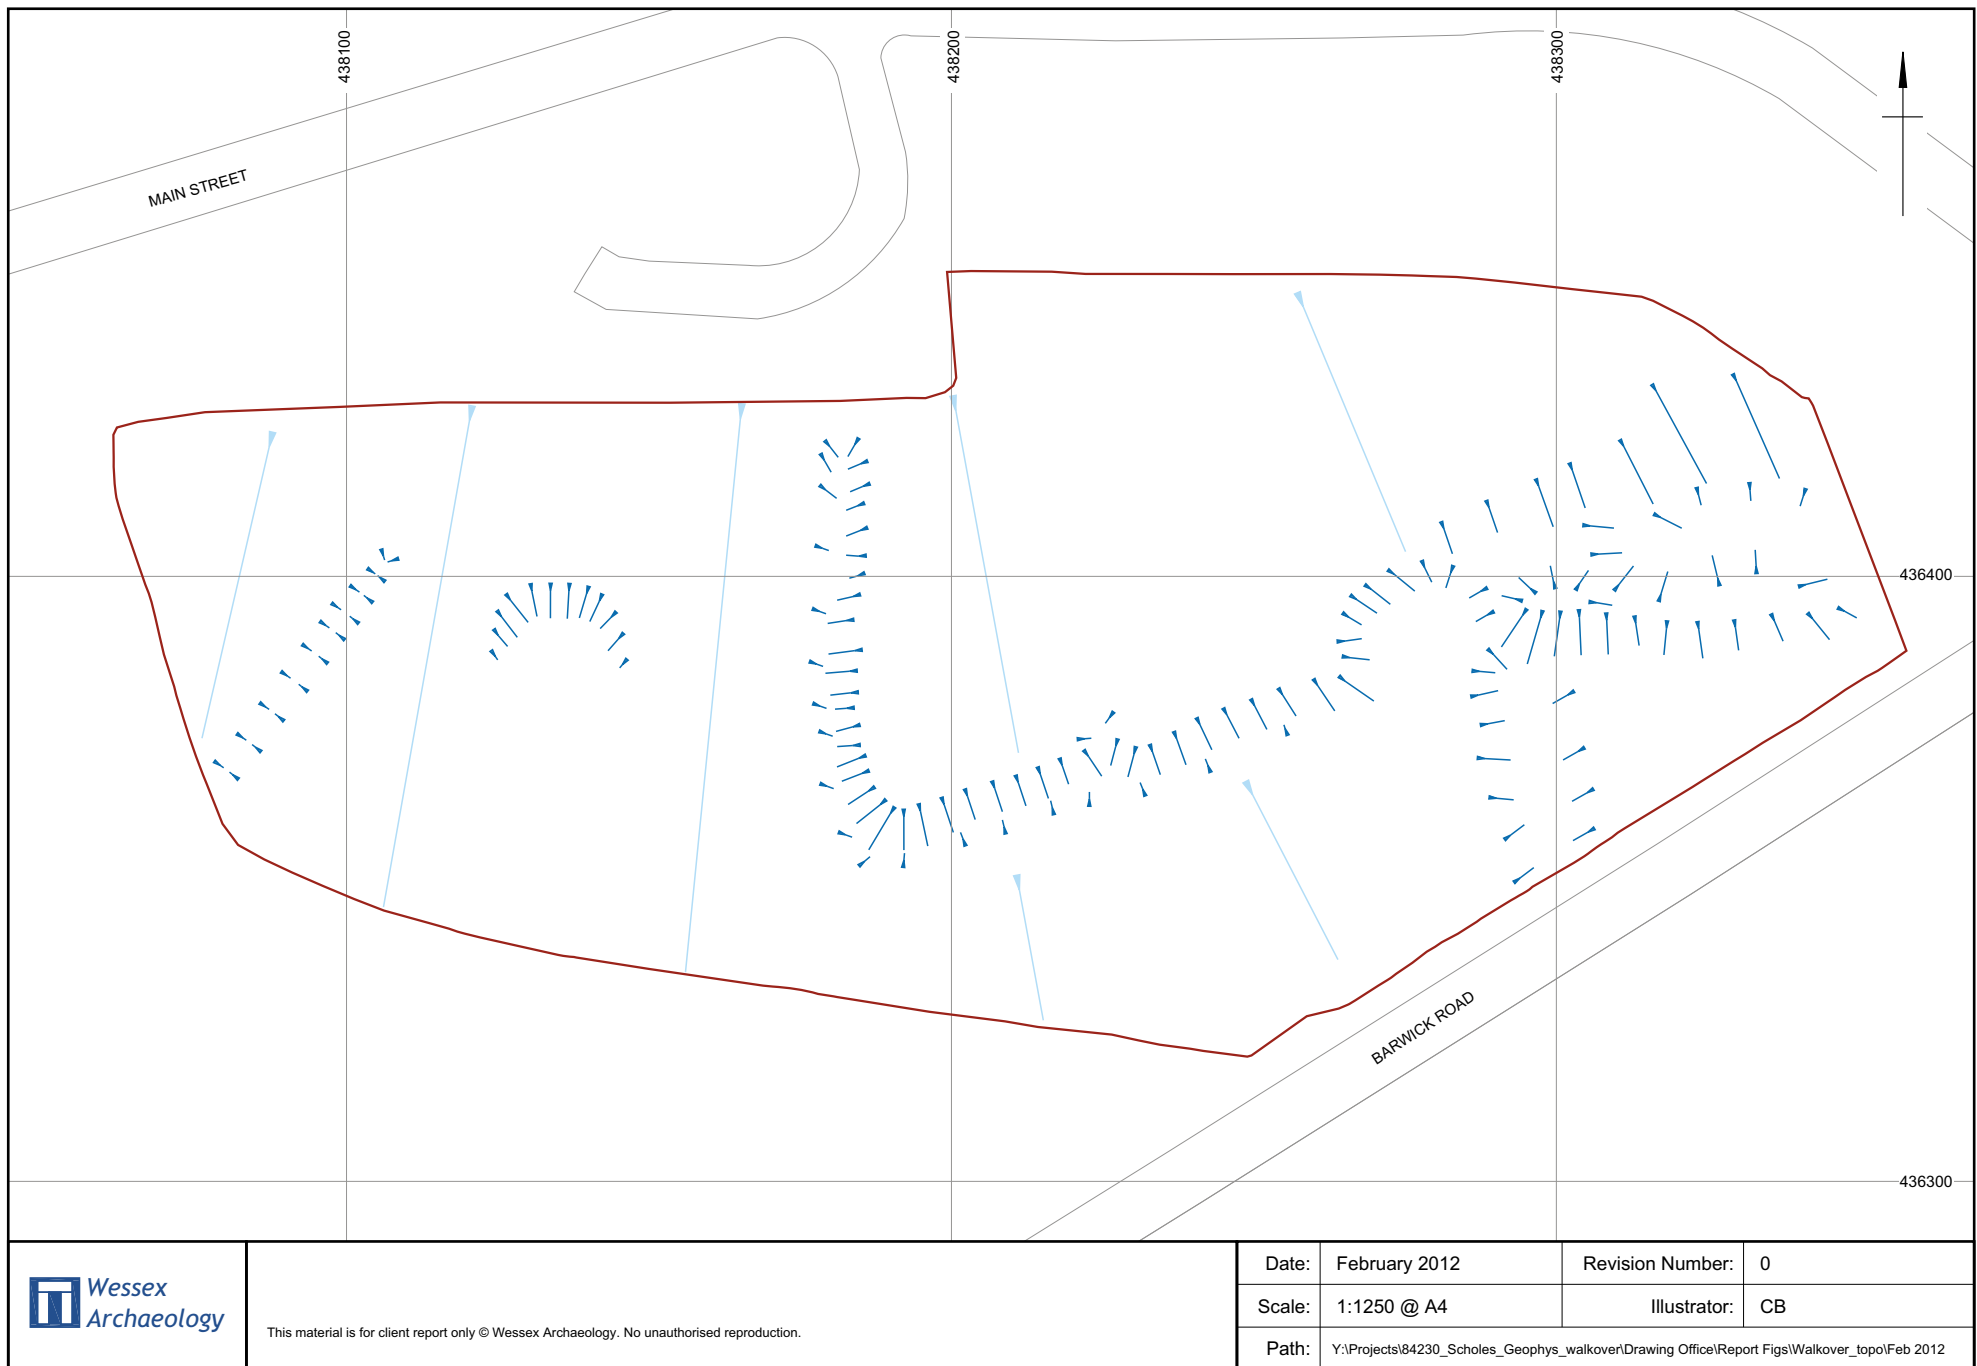 438100
438200
438300
MAIN STREET
436400
BARWICK ROAD
436300
Wessex
Archaeology
This material is for client report only © Wessex Archaeology. No unauthorised reproduction.
Date: February 2012 Revision Number: 0
Scale: 1:1250 @ A4 Illustrator: CB
Path: Y:\Projects\84230_Scholes_Geophys_walkover\Drawing Office\Report Figs\Walkover_topo\Feb 2012